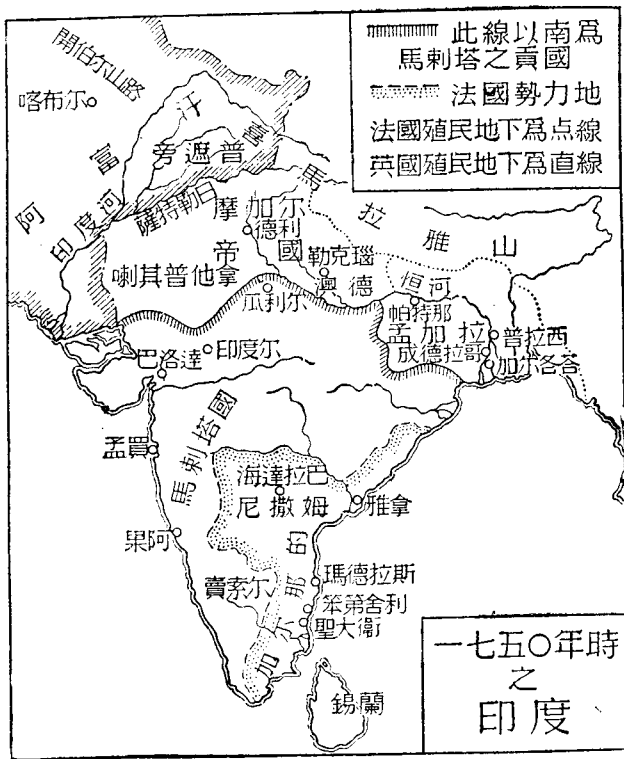 此線以南爲
馬剌塔之貢國
法國勢力地
法國殖民地下爲点線
英國殖民地下爲直線
開伯尔山路
喀布尔
阿富汗
普遮旁
印度河
薩特勒日
喜馬拉雅山
摩加尔帝國
德利
喇其普他拿
勒克瑙
澳德
恒河
瓜利尔
帕特那
孟加拉
普拉西
成德拉哥
加尔各答
巴洛達
印度尔
孟買
馬剌塔國
海達拉巴
尼撒姆
雅拿
果阿
賣索尔
加尔那的
瑪德拉斯
笨第舍利
聖大衛
錫蘭
一七五〇年時
之
印度